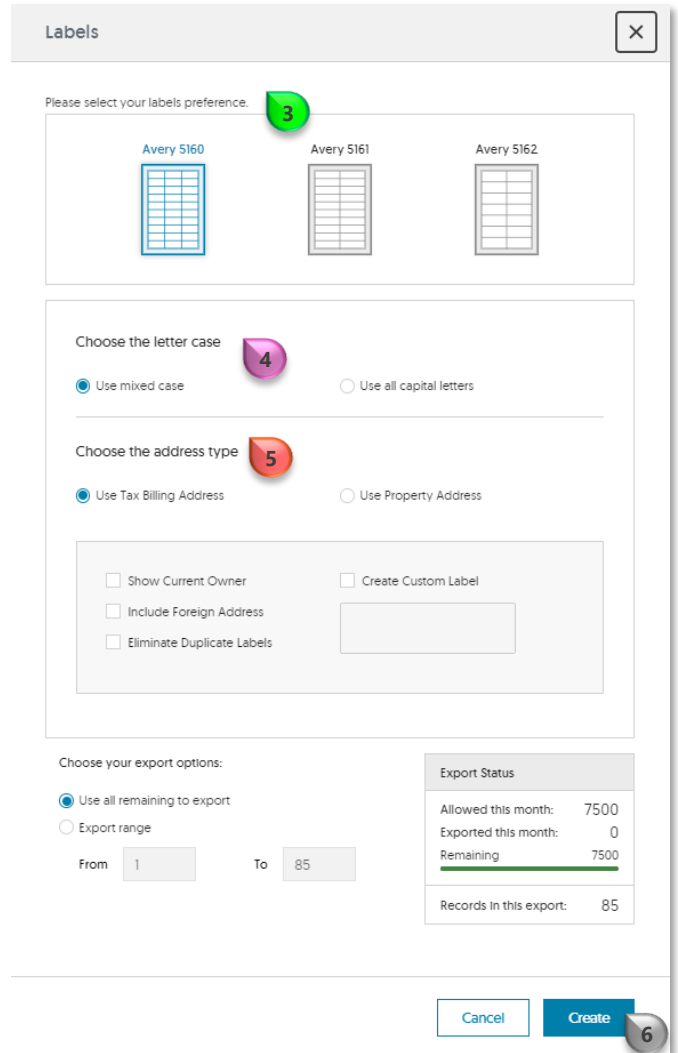 Labels
Please select your labels preference.
3
Avery 5160 Avery 5161 Avery 5162
Choose the letter case
4
Use mixed case Use all capital letters
Choose the address type
5
Use Tax Billing Address Use Property Address
Show Current Owner Create Custom Label
Include Foreign Address
Eliminate Duplicate Labels
Choose your export options:
Use all remaining to export
Export range
From 1 To 85
Export Status
Allowed this month: 7500
Exported this month: 0
Remaining 7500
Records in this export: 85
Cancel Create
6